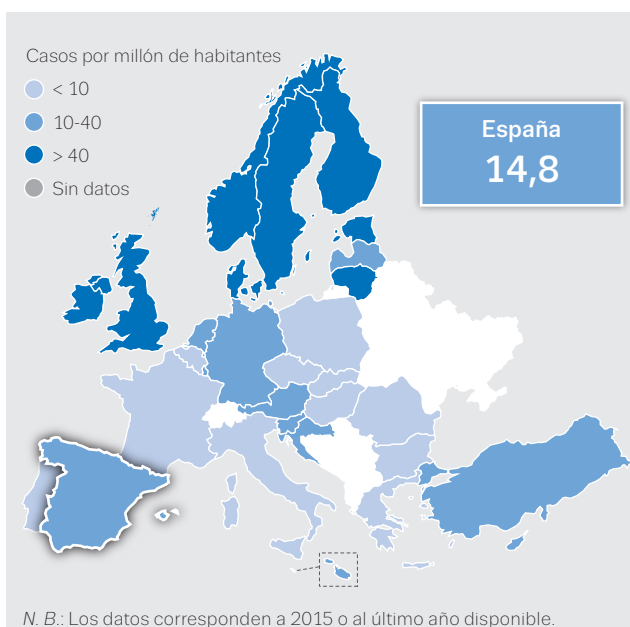 Casos por millón de habitantes
< 10
10-40
> 40
Sin datos
España
14,8
N. B.: Los datos corresponden a 2015 o al último año disponible.